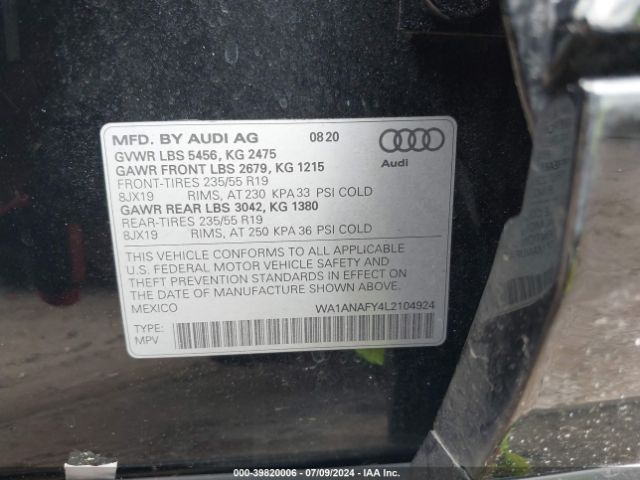 MFD. BY AUDI AG 08 20
GVWR LBS 5456, KG 2475
GAWR FRONT LBS 2679, KG 1215
FRONT-TIRES 235/55 R19
8JX19 RIMS, AT 230 KPA 33 PSI COLD
GAWR REAR LBS 3042, KG 1380
REAR-TIRES 235/55 R19
8JX19 RIMS, AT 250 KPA 36 PSI COLD
Audi
THIS VEHICLE CONFORMS TO ALL APPLICABLE
U.S. FEDERAL MOTOR VEHICLE SAFETY AND
THEFT PREVENTION STANDARDS IN EFFECT ON
THE DATE OF MANUFACTURE SHOWN ABOVE.
MEXICO WA1ANAFY4L2104924
TYPE:
MPV
000-39820006 - 07/09/2024 - IAA Inc.